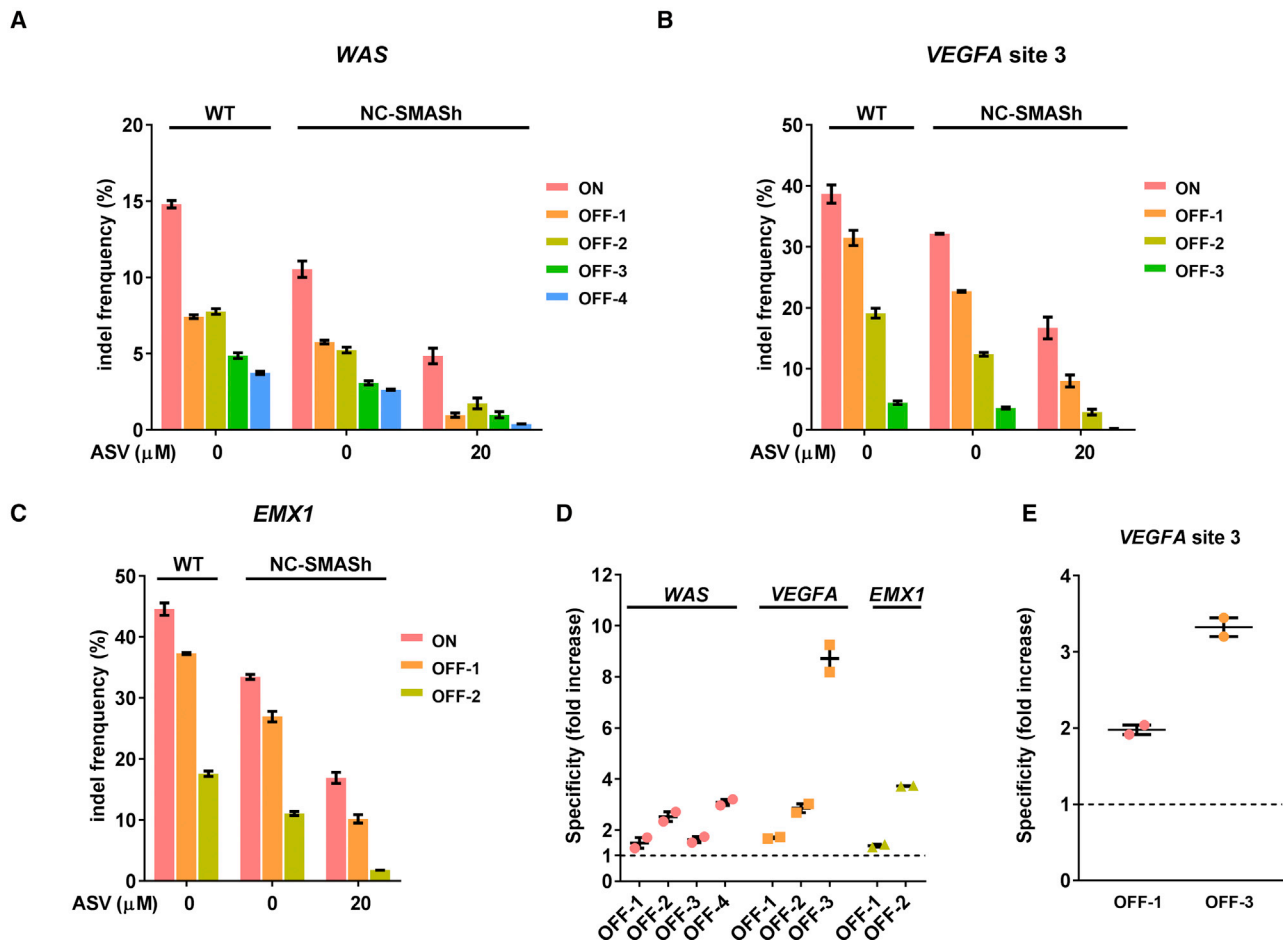 A
WAS
WT
NC-SMASh
20
15
10
5
0
indel frenquency (%)
ASV (μM)
0
0
20
ON
OFF-1
OFF-2
OFF-3
OFF-4
B
VEGFA site 3
WT
NC-SMASh
50
40
30
20
10
0
indel frenquency (%)
ASV (μM)
0
0
20
ON
OFF-1
OFF-2
OFF-3
C
EMX1
WT
NC-SMASh
50
40
30
20
10
0
indel frenquency (%)
ASV (μM)
0
0
20
ON
OFF-1
OFF-2
D
12
10
8
6
4
2
1
0
Specificity (fold increase)
WAS
VEGFA
EMX1
OFF-1
OFF-2
OFF-3
OFF-4
OFF-1
OFF-2
OFF-3
OFF-1
OFF-2
E
VEGFA site 3
4
3
2
1
0
Specificity (fold increase)
OFF-1
OFF-3